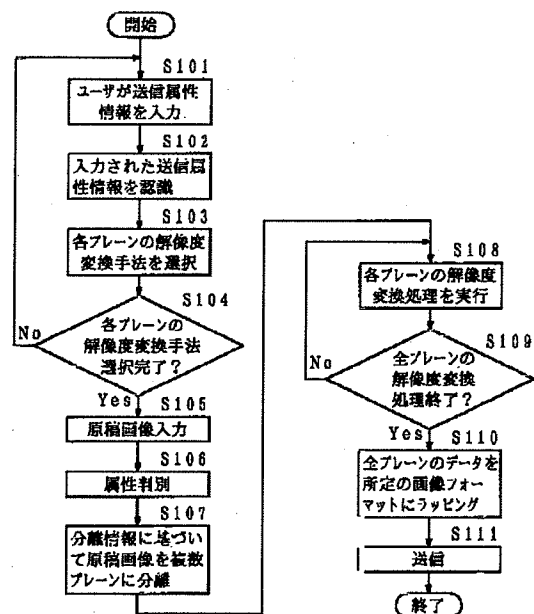 開始
S101
ユーザが送信属性
情報を入力
S102
入力された送信属
性情報を認識
S103
各プレーンの解像度
変換手法を選択
S104
各プレーンの
解像度変換手法
選択完了？
No
Yes
S105
原稿画像入力
S106
属性判別
S107
分離情報に基づい
て原稿画像を複数
プレーンに分離
S108
各プレーンの解像度
変換処理を実行
S109
全プレーンの
解像度変換
処理終了？
No
Yes
S110
全プレーンのデータを
所定の画像フォー
マットにラッピング
S111
送信
終了